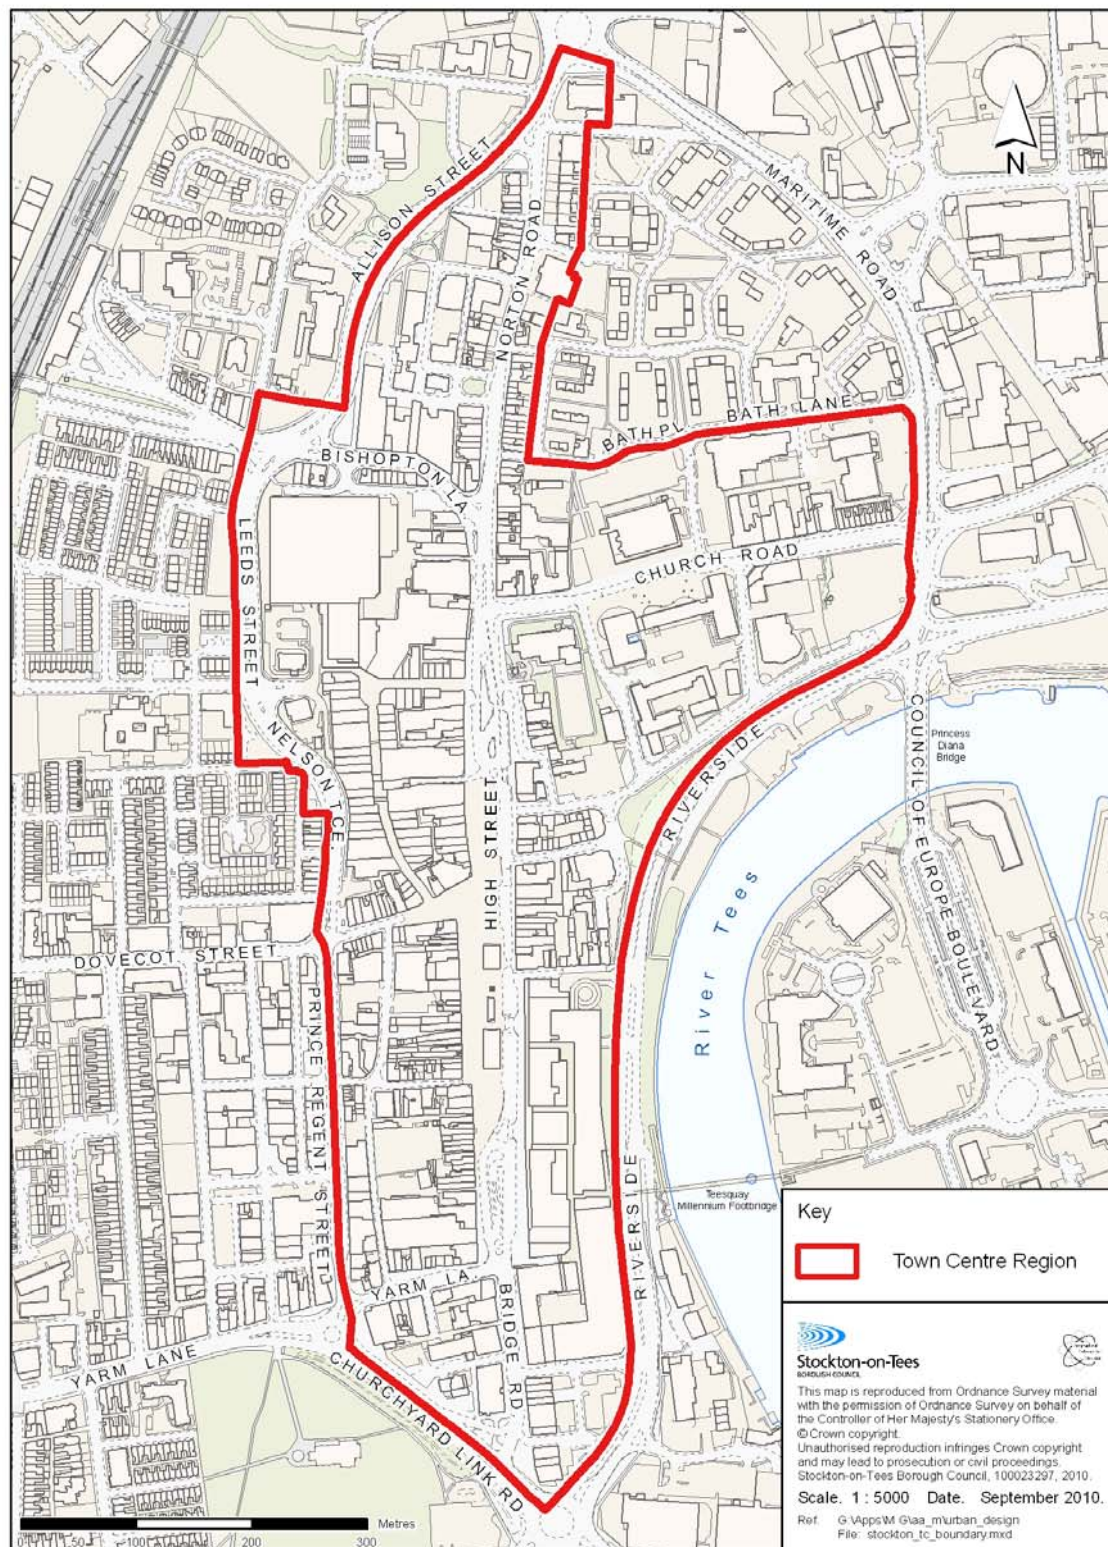 ALLISON STREET
NORTON ROAD
MARITIME ROAD
N
BATH LANE
BATH PL
BISHOPTON LA
LEEDS STREET
CHURCH ROAD
NELSON TCE.
HIGH STREET
RIVERSIDE
COUNCIL OF EUROPE BOULEVARD
Princess
Diana
Bridge
River Tees
DOVECOT STREET
PRINCE REGENT STREET
RIVERSIDE
Teesquay
Millennium Footbridge
YARM LA
BRIDGE RD
YARM LANE
CHURCHYARD LINK RD
Key
Town Centre Region
Stockton-on-Tees
BOROUGH COUNCIL
This map is reproduced from Ordnance Survey material
with the permission of Ordnance Survey on behalf of
the Controller of Her Majesty's Stationery Office.
© Crown copyright.
Unauthorised reproduction infringes Crown copyright
and may lead to prosecution or civil proceedings.
Stockton-on-Tees Borough Council, 100023297, 2010.
Scale. 1 : 5000 Date. September 2010.
Ref. G:\Apps\M G\aa_m\urban_design
File: stockton_tc_boundary.mxd
0 50 100 200 300 Metres